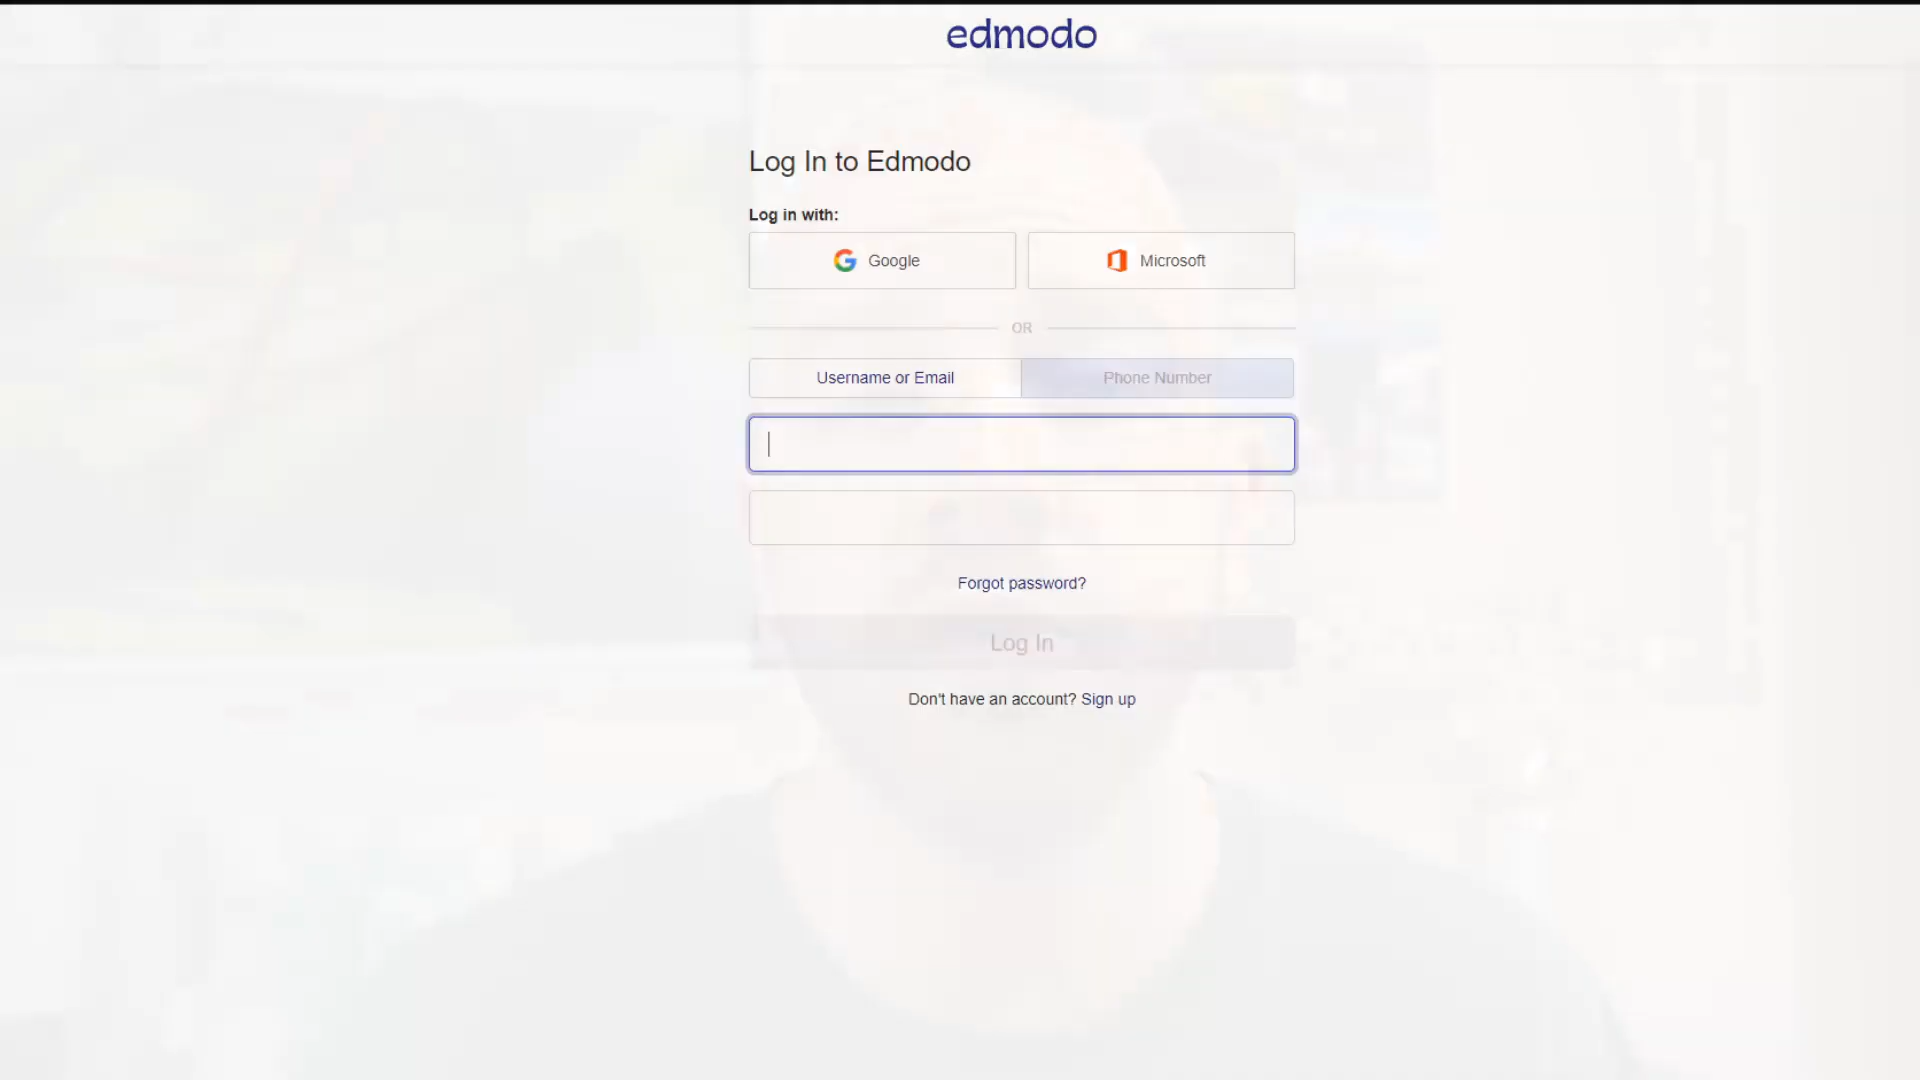 edmodo
Log In to Edmodo
Log in with:
Google
Microsoft
OR
Username or Email
Phone Number
Forgot password?
Log In
Don't have an account? Sign up